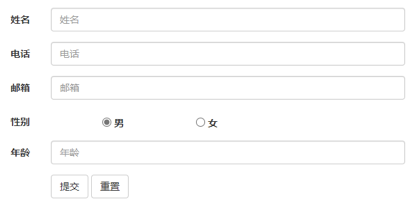 姓名 姓名
电话 电话
邮箱 邮箱
性别 男 女
年龄 年龄
提交 重置